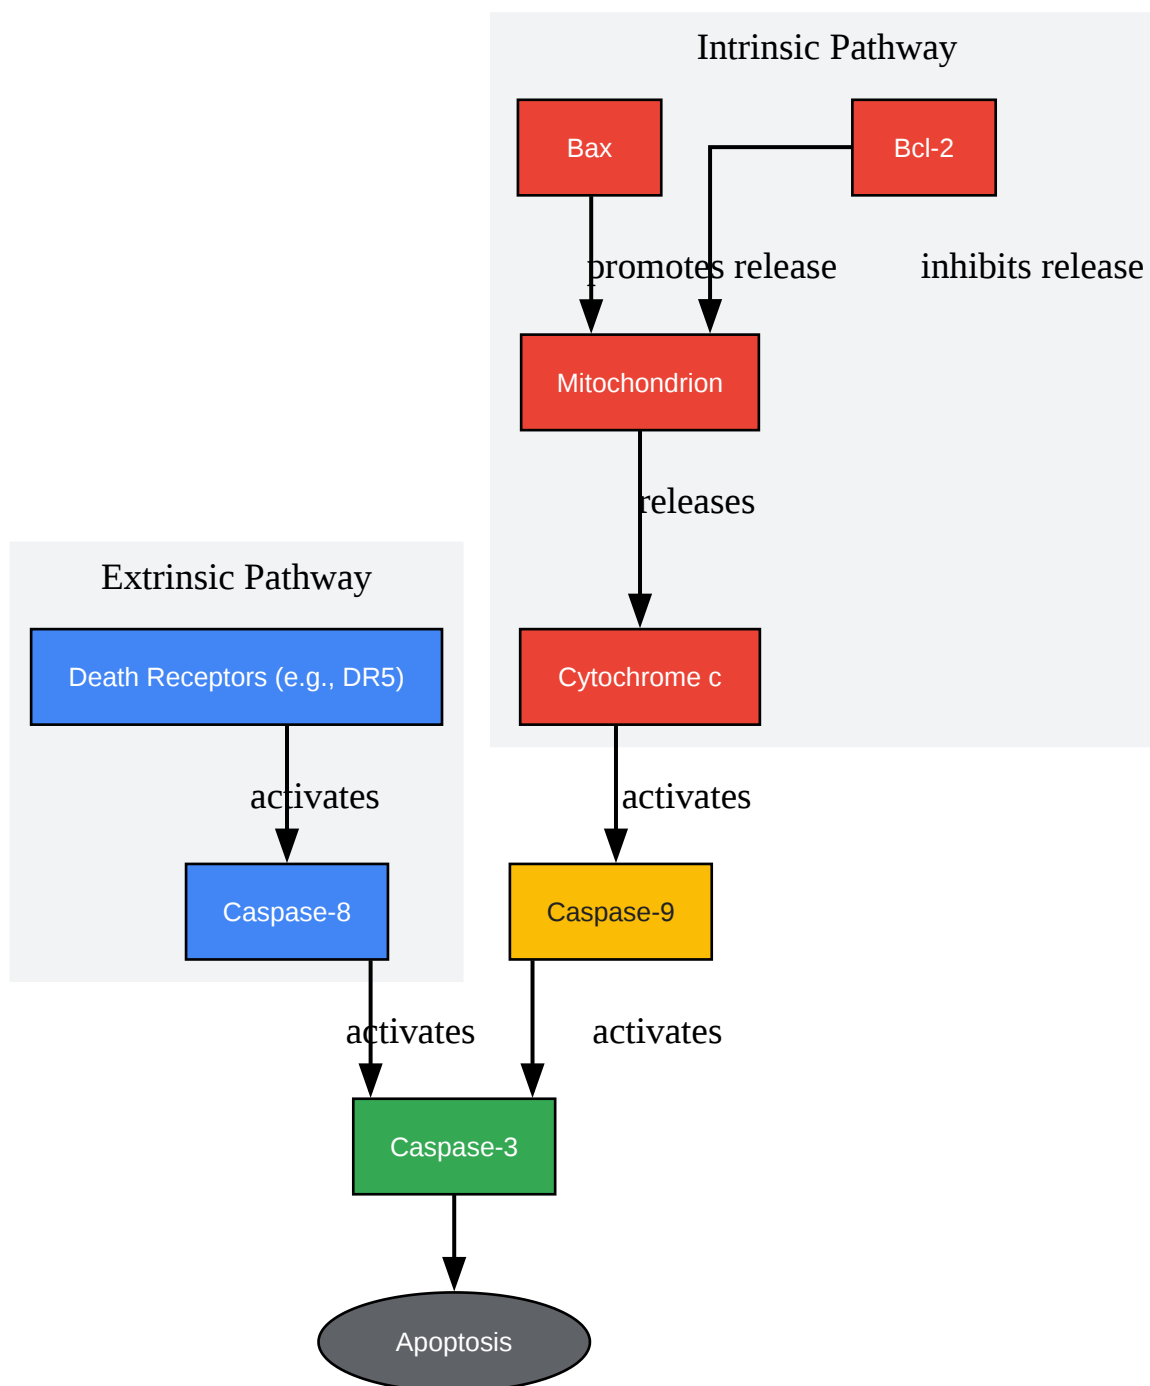 Intrinsic Pathway
Bax
Bcl-2
promotes release
inhibits release
Mitochondrion
releases
Extrinsic Pathway
Death Receptors (e.g., DR5)
Cytochrome c
activates
activates
Caspase-8
Caspase-9
activates
activates
Caspase-3
Apoptosis